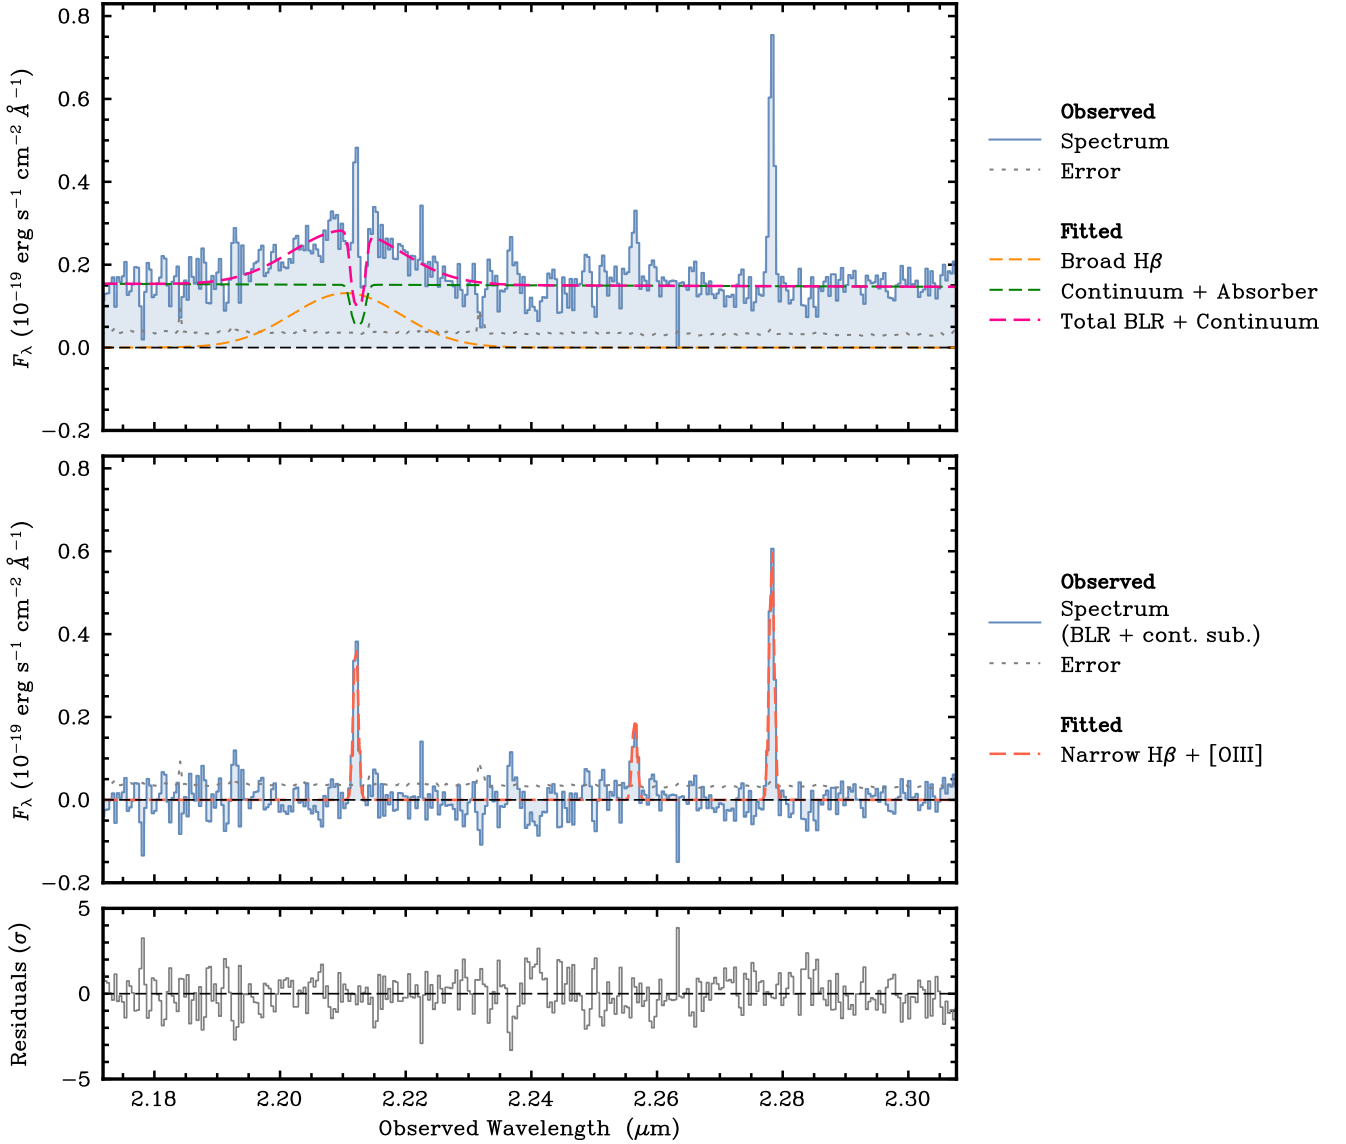 0.8
0.6
0.4
0.2
0.0
−0.2
Fλ (10−19 erg s−1 cm−2 Å−1)
Observed
Spectrum
Error
Fitted
Broad Hβ
Continuum + Absorber
Total BLR + Continuum
0.8
0.6
0.4
0.2
0.0
−0.2
Fλ (10−19 erg s−1 cm−2 Å−1)
Observed
Spectrum
(BLR + cont. sub.)
Error
Fitted
Narrow Hβ + [OIII]
5
0
−5
Residuals (σ)
2.18 2.20 2.22 2.24 2.26 2.28 2.30
Observed Wavelength (μm)